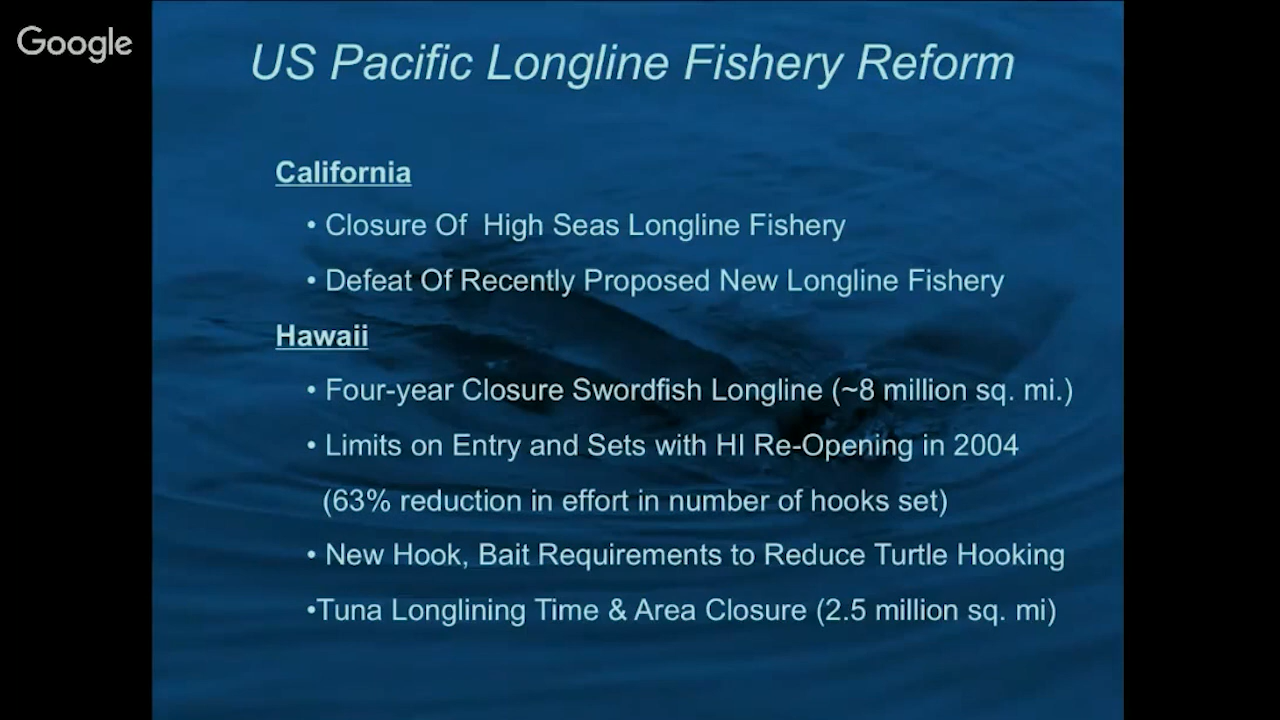 Google
US Pacific Longline Fishery Reform
California
• Closure Of  High Seas Longline Fishery
• Defeat Of Recently Proposed New Longline Fishery
Hawaii
• Four-year Closure Swordfish Longline (~8 million sq. mi.)
• Limits on Entry and Sets with HI Re-Opening in 2004
(63% reduction in effort in number of hooks set)
• New Hook, Bait Requirements to Reduce Turtle Hooking
•Tuna Longlining Time & Area Closure (2.5 million sq. mi)